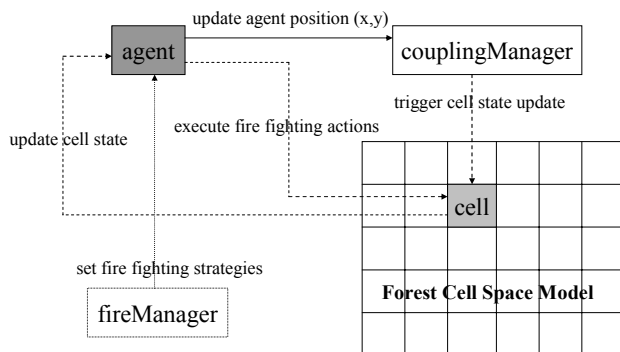 update agent position (x,y)
agent
couplingManager
trigger cell state update
update cell state
execute fire fighting actions
cell
set fire fighting strategies
Forest Cell Space Model
fireManager